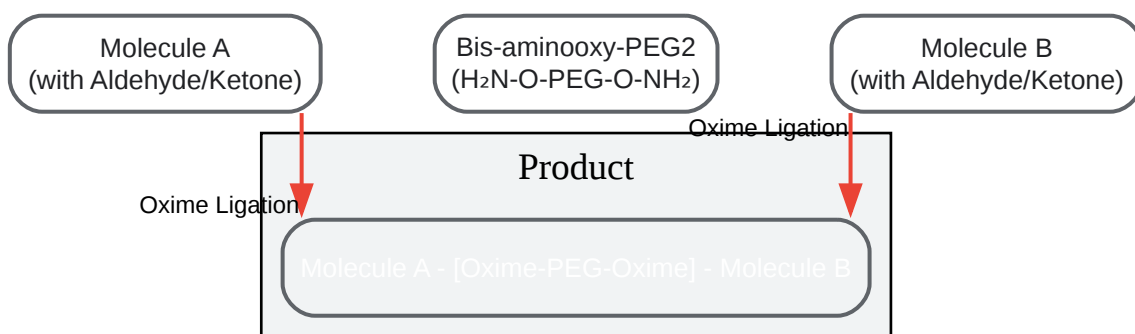 Molecule A
(with Aldehyde/Ketone)
Bis-aminooxy-PEG2
(H₂N-O-PEG-O-NH₂)
Molecule B
(with Aldehyde/Ketone)
Oxime Ligation
Product
Oxime Ligation
Molecule A - [Oxime-PEG-Oxime] - Molecule B